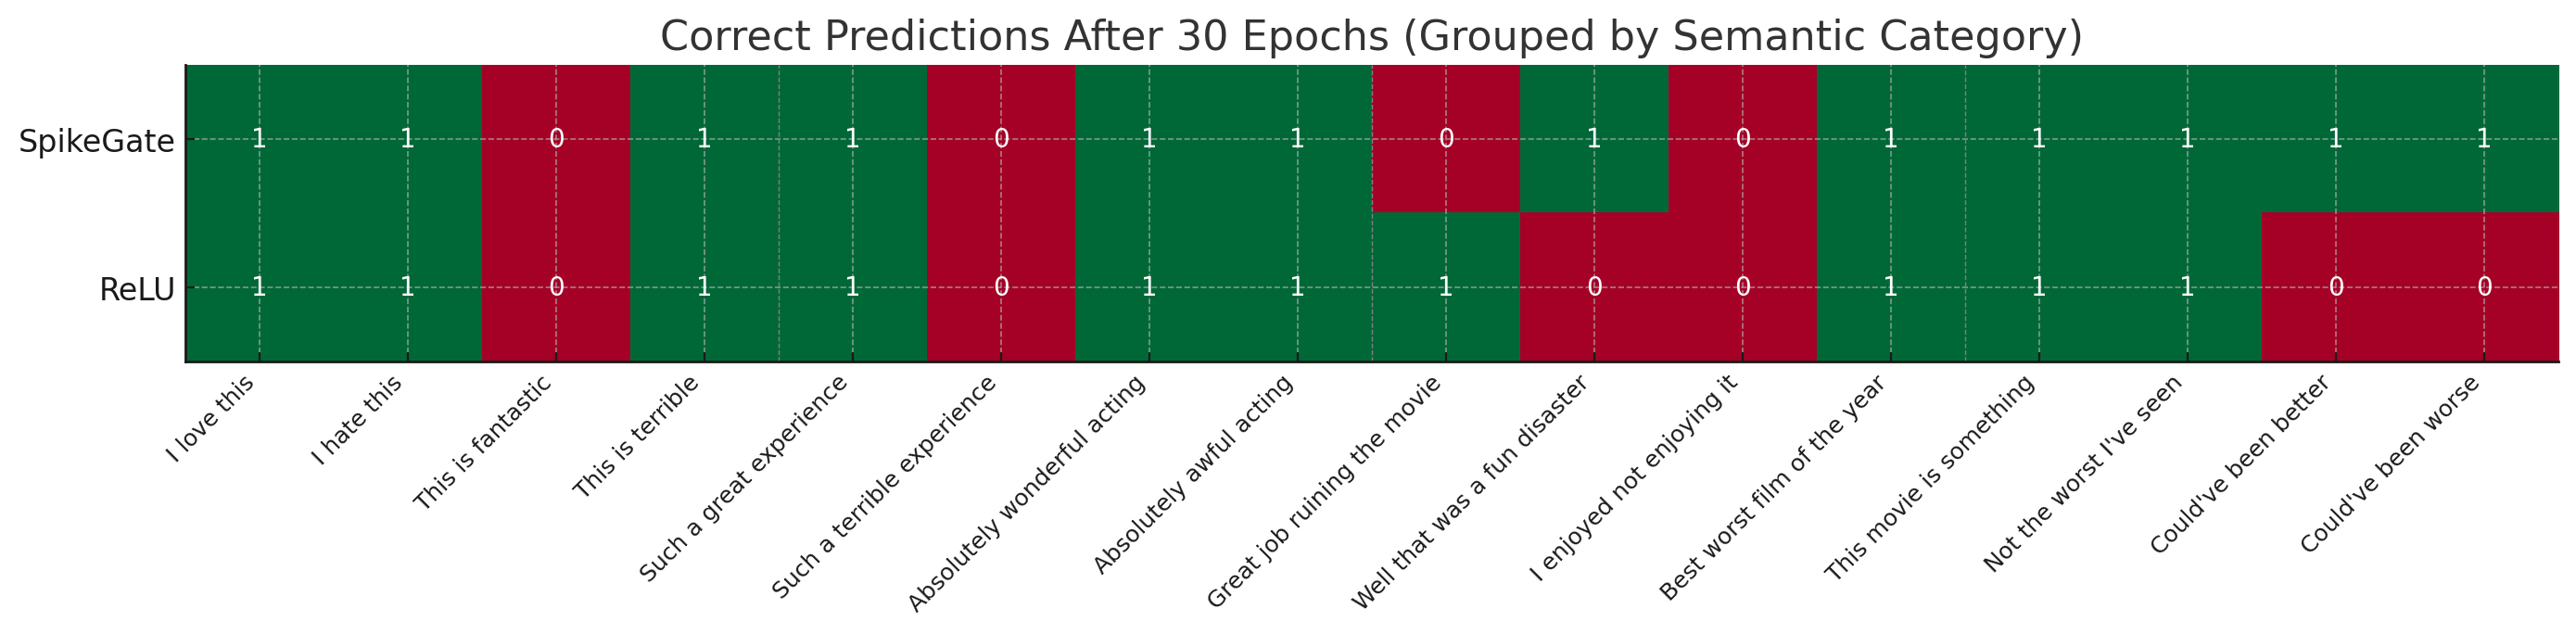 Correct Predictions After 30 Epochs (Grouped by Semantic Category)
SpikeGate
1 1 0 1 1 0 1 1 0 1 0 1 1 1 1 1
ReLU
1 1 0 1 1 0 1 1 1 0 0 1 1 1 0 0
I love this
I hate this
This is fantastic
This is terrible
Such a great experience
Such a terrible experience
Absolutely wonderful acting
Absolutely awful acting
Great job ruining the movie
Well that was a fun disaster
I enjoyed not enjoying it
Best worst film of the year
This movie is something
Not the worst I've seen
Could've been better
Could've been worse